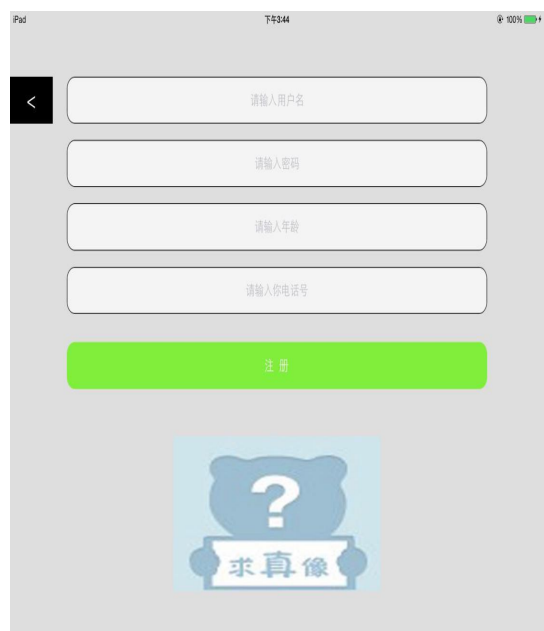 iPad 下午3:44 100%
<
请输入用户名
请输入密码
请输入年龄
请输入你电话号
注 册
?
求真像